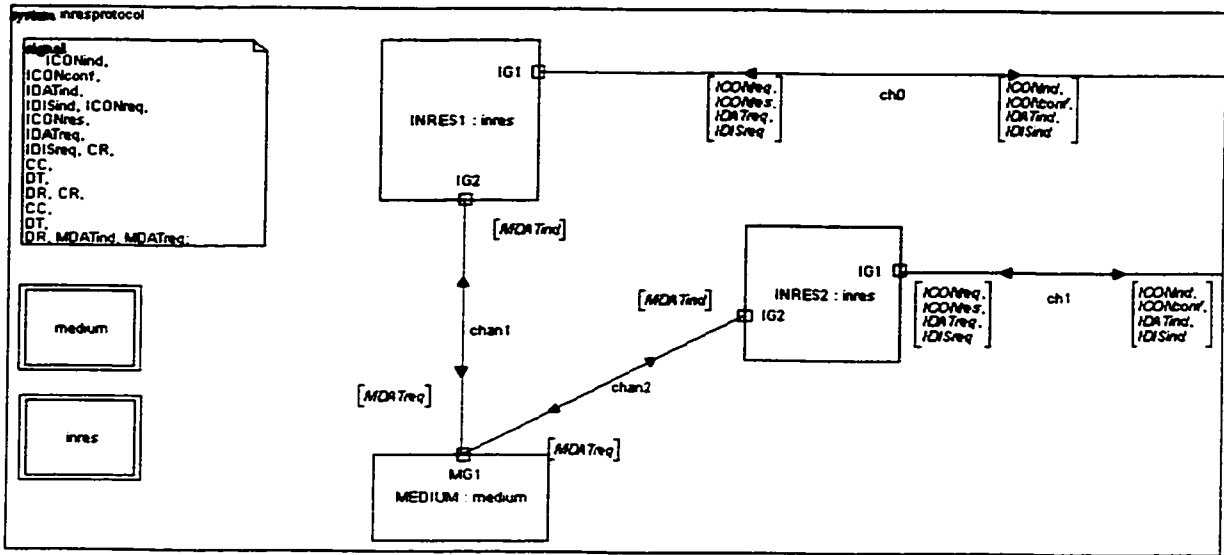 system inresprotocol
signal
ICONind,
ICONconf,
IDATind,
IDISind, ICONreq,
ICONres,
IDATreq,
IDISreq, CR,
CC,
DT,
DR, CR,
CC,
DT,
DR, MDATind, MDATreq;
medium
inres
IG1
INRES1 : inres
IG2
ICONreq,
ICONres,
IDATreq,
IDISreq
ch0
ICONind,
ICONconf,
IDATind,
IDISind
[MDATind]
chan1
[MDATreq]
[MDATind]
IG1
INRES2 : inres
IG2
ICONreq,
ICONres,
IDATreq,
IDISreq
ch1
ICONind,
ICONconf,
IDATind,
IDISind
chan2
[MDATreq]
MG1
MEDIUM : medium